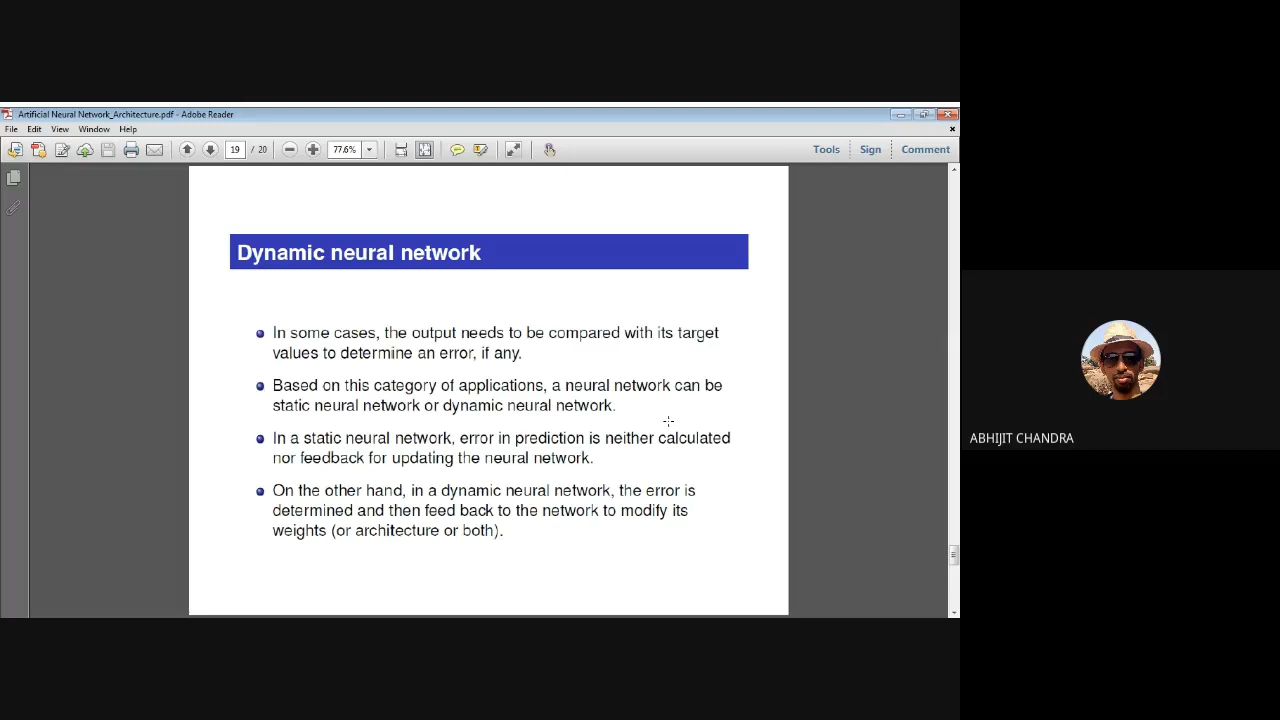 Artificial Neural Network_Architecture.pdf - Adobe Reader
File Edit View Window Help
19 / 20 77.6% Tools Sign Comment
Dynamic neural network
In some cases, the output needs to be compared with its target
values to determine an error, if any.
Based on this category of applications, a neural network can be
static neural network or dynamic neural network.
In a static neural network, error in prediction is neither calculated
nor feedback for updating the neural network.
On the other hand, in a dynamic neural network, the error is
determined and then feed back to the network to modify its
weights (or architecture or both).
ABHIJIT CHANDRA